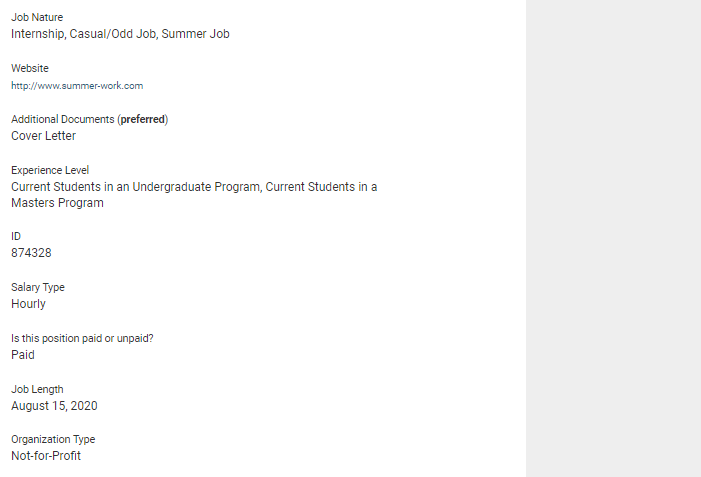 Job Nature
Internship, Casual/Odd Job, Summer Job
Website
http://www.summer-work.com
Additional Documents (preferred)
Cover Letter
Experience Level
Current Students in an Undergraduate Program, Current Students in a
Masters Program
ID
874328
Salary Type
Hourly
Is this position paid or unpaid?
Paid
Job Length
August 15, 2020
Organization Type
Not-for-Profit